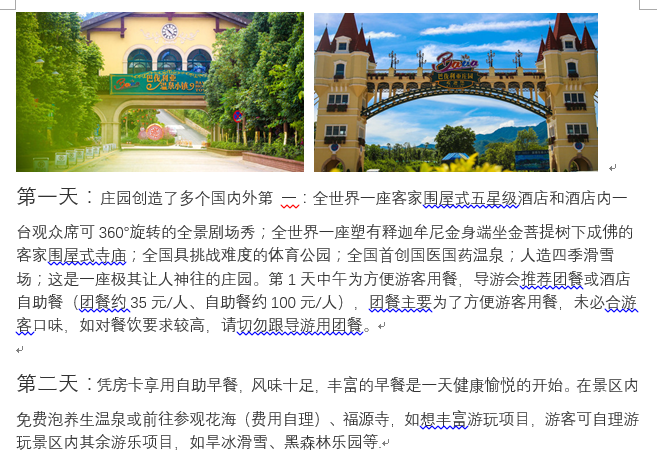 巴伐利亚
温泉小镇
巴伐利亚庄园
第一天：庄园创造了多个国内外第 一：全世界一座客家围屋式五星级酒店和酒店内一
台观众席可 360°旋转的全景剧场秀；全世界一座塑有释迦牟尼金身端坐金菩提树下成佛的
客家围屋式寺庙；全国具挑战难度的体育公园；全国首创国医国药温泉；人造四季滑雪
场；这是一座极其让人神往的庄园。第 1 天中午为方便游客用餐，导游会推荐团餐或酒店
自助餐（团餐约 35 元/人、自助餐约 100 元/人），团餐主要为了方便游客用餐，未必合游
客口味，如对餐饮要求较高，请切勿跟导游用团餐。
第二天：凭房卡享用自助早餐，风味十足，丰富的早餐是一天健康愉悦的开始。在景区内
免费泡养生温泉或前往参观花海（费用自理）、福源寺，如想丰富游玩项目，游客可自理游
玩景区内其余游乐项目，如旱冰滑雪、黑森林乐园等.